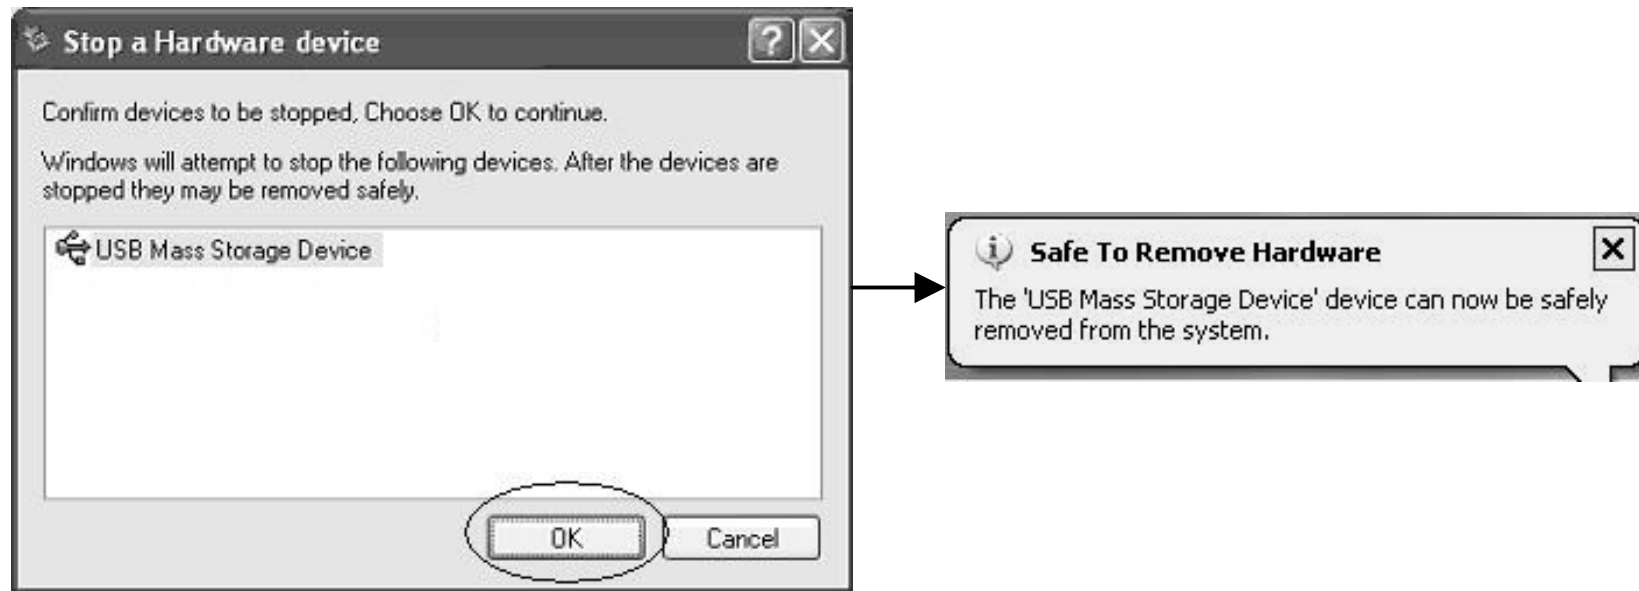 Stop a Hardware device
Confirm devices to be stopped, Choose OK to continue.
Windows will attempt to stop the following devices. After the devices are
stopped they may be removed safely.
USB Mass Storage Device
OK
Cancel
Safe To Remove Hardware
The 'USB Mass Storage Device' device can now be safely
removed from the system.